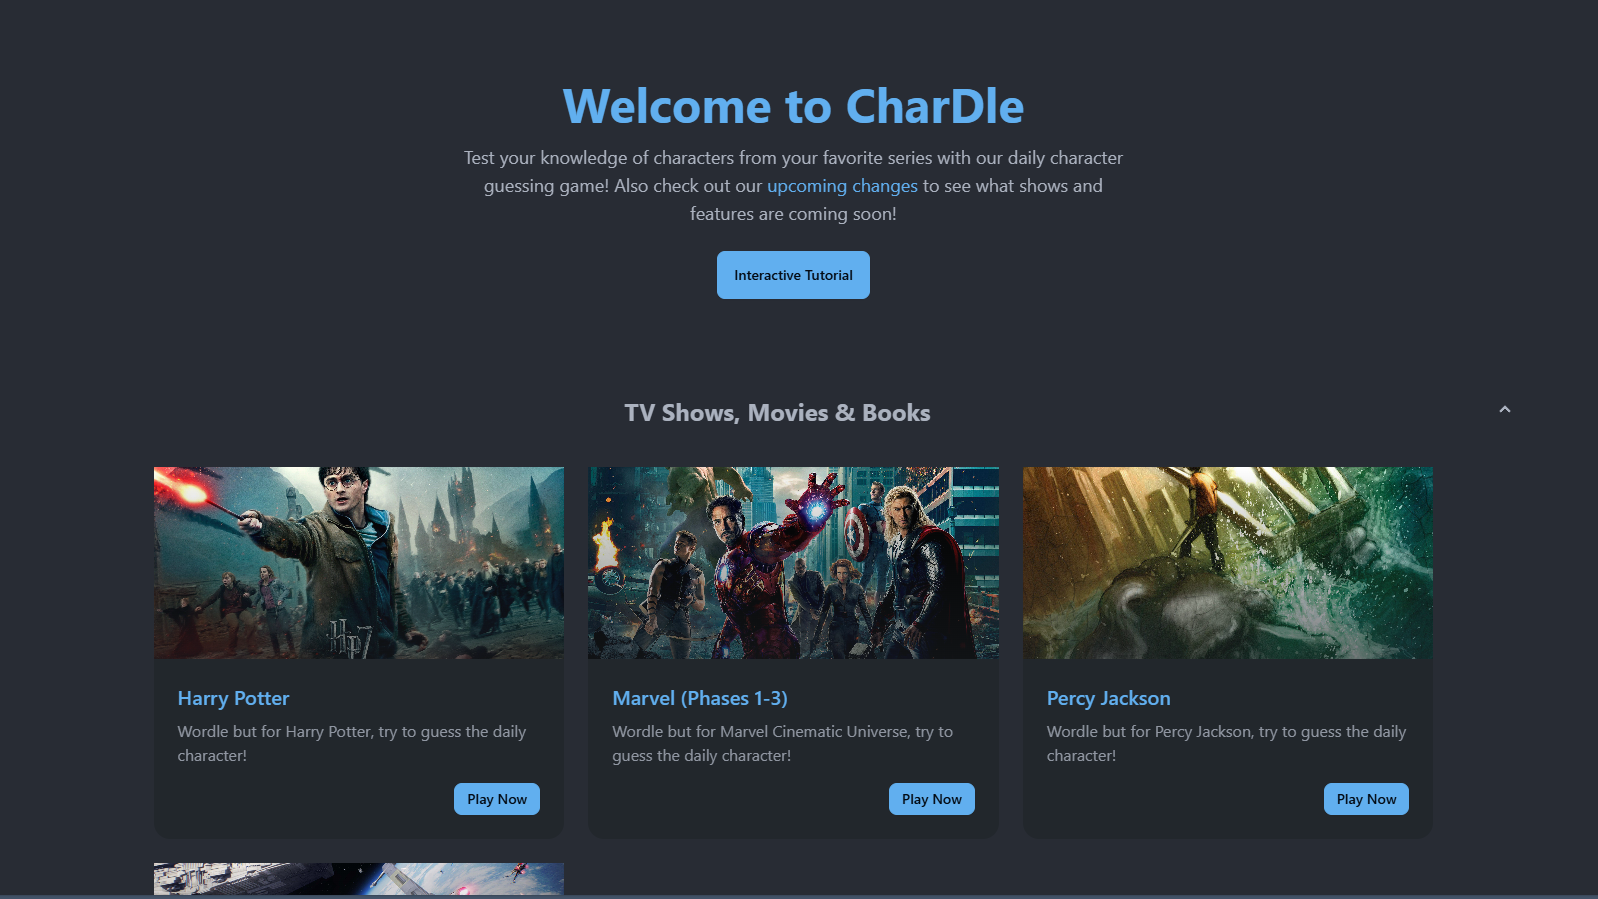 Welcome to CharDle
Test your knowledge of characters from your favorite series with our daily character
guessing game! Also check out our upcoming changes to see what shows and
features are coming soon!
Interactive Tutorial
TV Shows, Movies & Books
HP7
Harry Potter
Wordle but for Harry Potter, try to guess the daily
character!
Play Now
Marvel (Phases 1-3)
Wordle but for Marvel Cinematic Universe, try to
guess the daily character!
Play Now
Percy Jackson
Wordle but for Percy Jackson, try to guess the daily
character!
Play Now